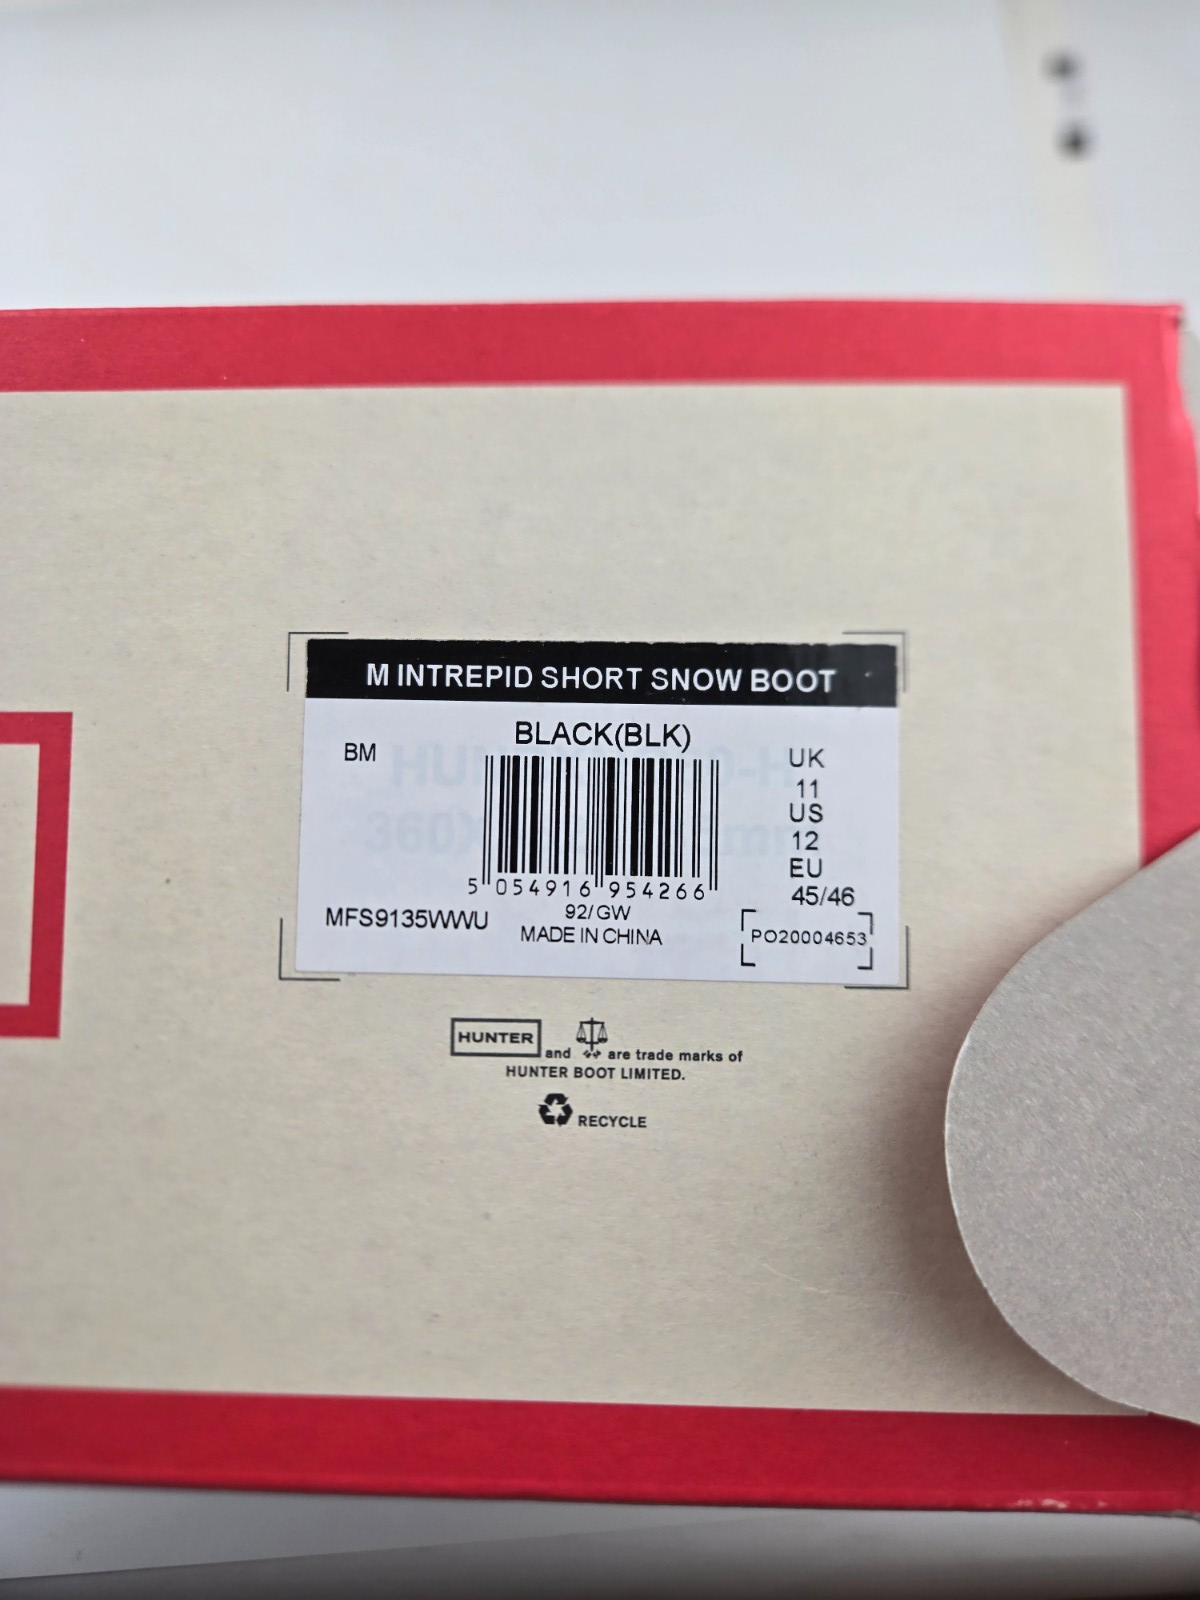 M INTREPID SHORT SNOW BOOT
BLACK(BLK)
BM
UK
11
US
12
EU
45/46
5 054916 954266
MFS9135WWU
92/GW
MADE IN CHINA
PO20004653
HUNTER and are trade marks of
HUNTER BOOT LIMITED.
RECYCLE